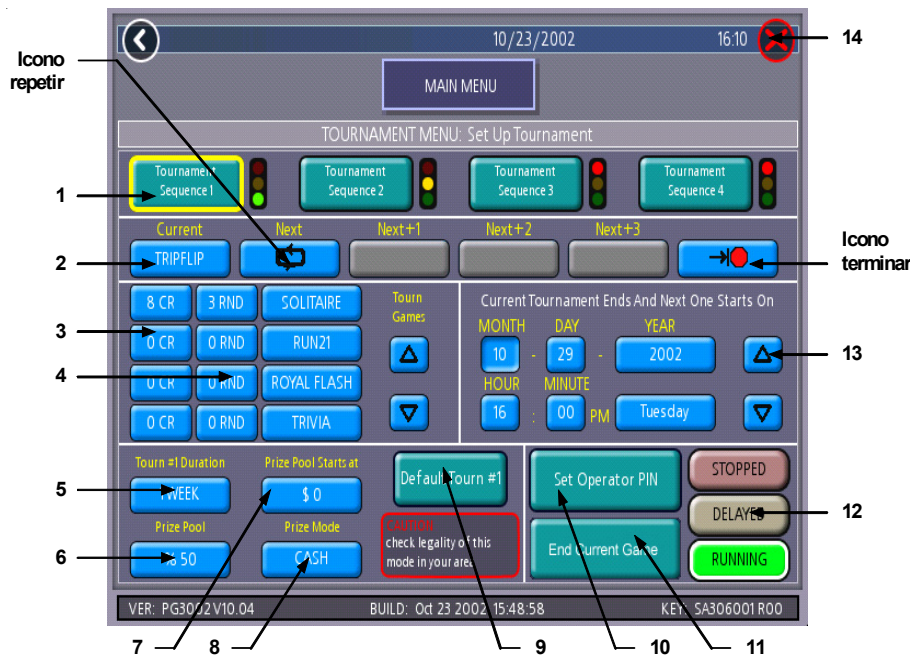 10/23/2002 16:10 14
Icono
repetir
MAIN MENU
TOURNAMENT MENU: Set Up Tournament
1
Tournament
Sequence 1
Tournament
Sequence 2
Tournament
Sequence 3
Tournament
Sequence 4
Current Next Next+1 Next+2 Next+3
2 TRIPFLIP
Icono
terminar
8 CR 3 RND SOLITAIRE
3 0 CR 0 RND RUN21
4 0 CR 0 RND ROYAL FLASH
0 CR 0 RND TRIVIA
Tourn
Games
Current Tournament Ends And Next One Starts On
MONTH DAY YEAR
10 - 29 - 2002 13
HOUR MINUTE
16 : 00 PM Tuesday
Tourn #1 Duration Prize Pool Starts at
5 1WEEK $ 0
Prize Pool Prize Mode
6 % 50 CASH
Default Tourn #1
CAUTION:
check legality of this
mode in your area
Set Operator PIN
End Current Game
STOPPED
DELAYED 12
RUNNING
VER: PG3002 V10.04 BUILD: Oct 23 2002 15:48:58 KEY: SA306001 R00
7 8 9 10 11